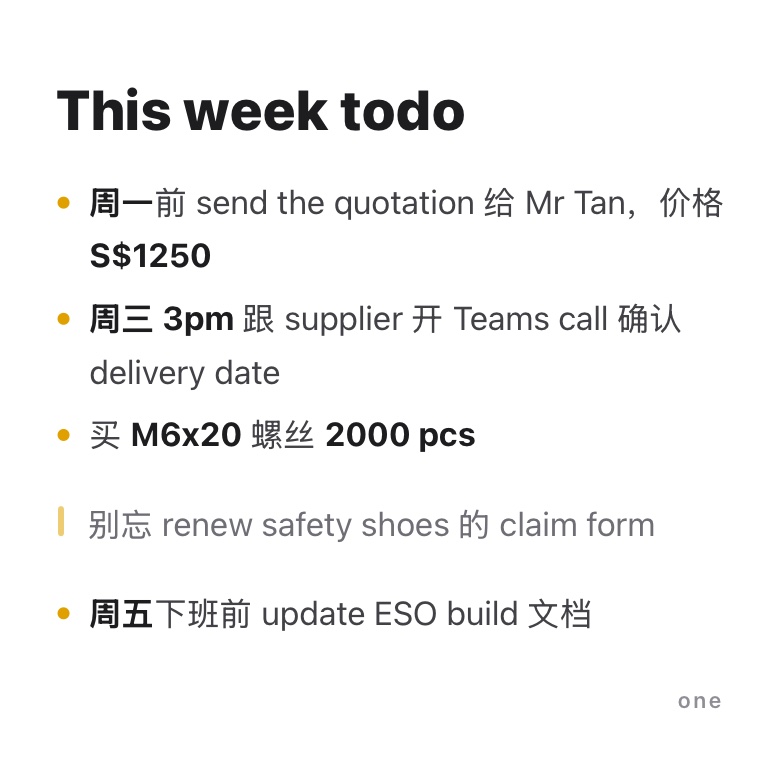 This week todo
周一前 send the quotation 给 Mr Tan，价格
S$1250
周三 3pm 跟 supplier 开 Teams call 确认
delivery date
买 M6x20 螺丝 2000 pcs
别忘 renew safety shoes 的 claim form
周五下班前 update ESO build 文档
one